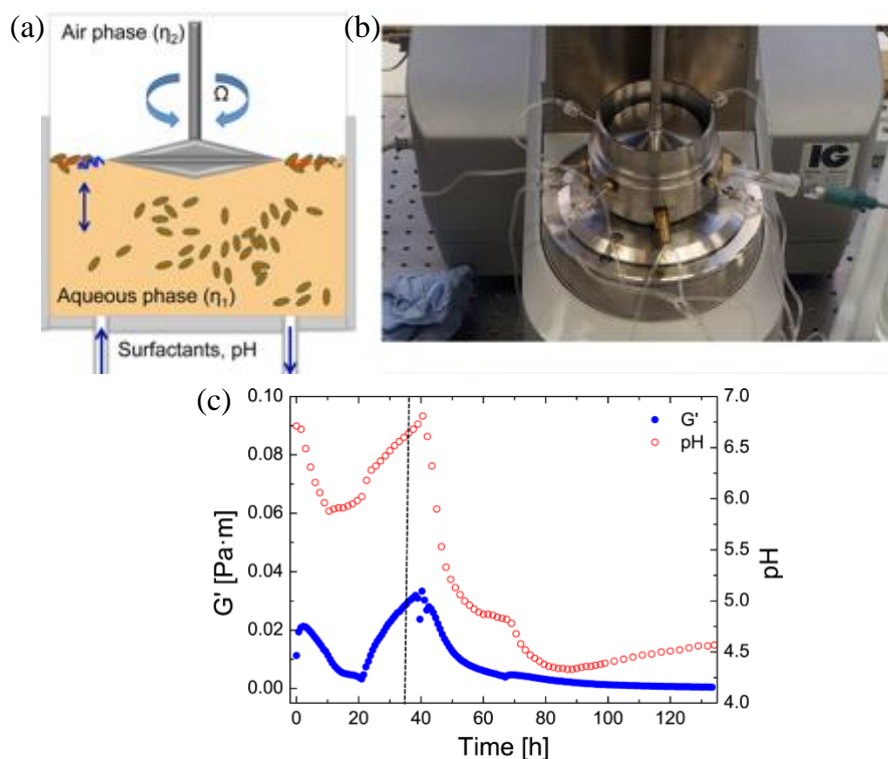 (a)
Air phase (η₂)
Ω
Aqueous phase (η₁)
Surfactants, pH
(b)
IG
(c)
G'
pH
0.10
0.08
0.06
0.04
0.02
0.00
G' [Pa·m]
7.0
6.5
6.0
5.5
5.0
4.5
4.0
pH
0 20 40 60 80 100 120
Time [h]